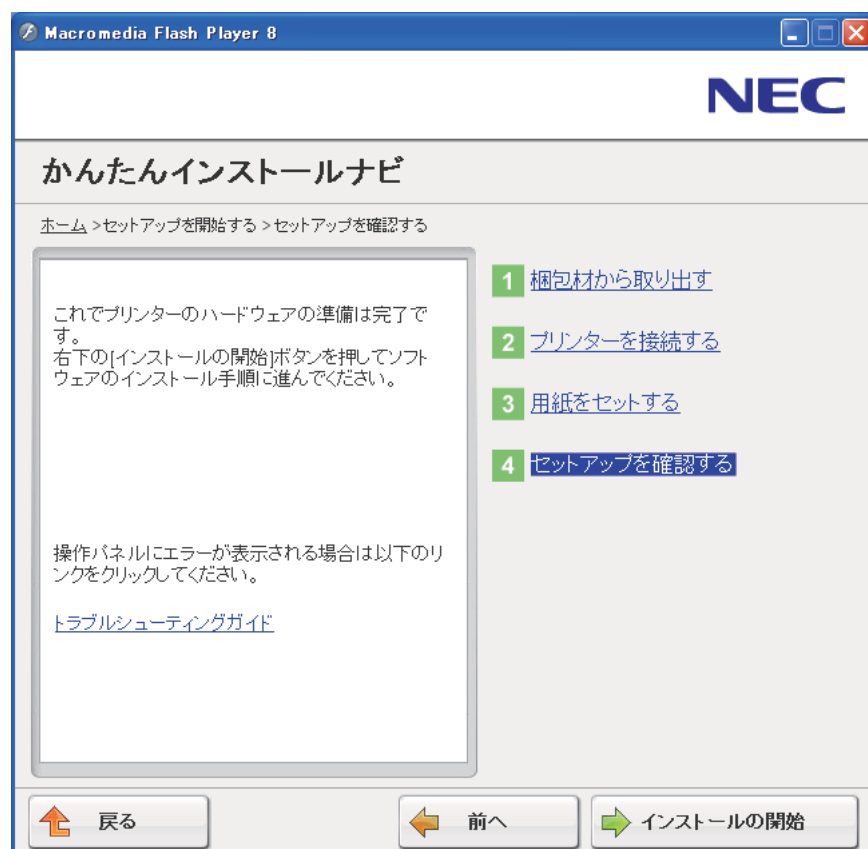 Macromedia Flash Player 8
NEC
かんたんインストールナビ
ホーム >セットアップを開始する >セットアップを確認する
これでプリンターのハードウェアの準備は完了で
す。
右下の[インストールの開始]ボタンを押してソフト
ウェアのインストール手順に進んでください。
操作パネルにエラーが表示される場合は以下のリ
ンクをクリックしてください。
トラブルシューティングガイド
1 梱包材から取り出す
2 プリンターを接続する
3 用紙をセットする
4 セットアップを確認する
戻る
前へ
インストールの開始